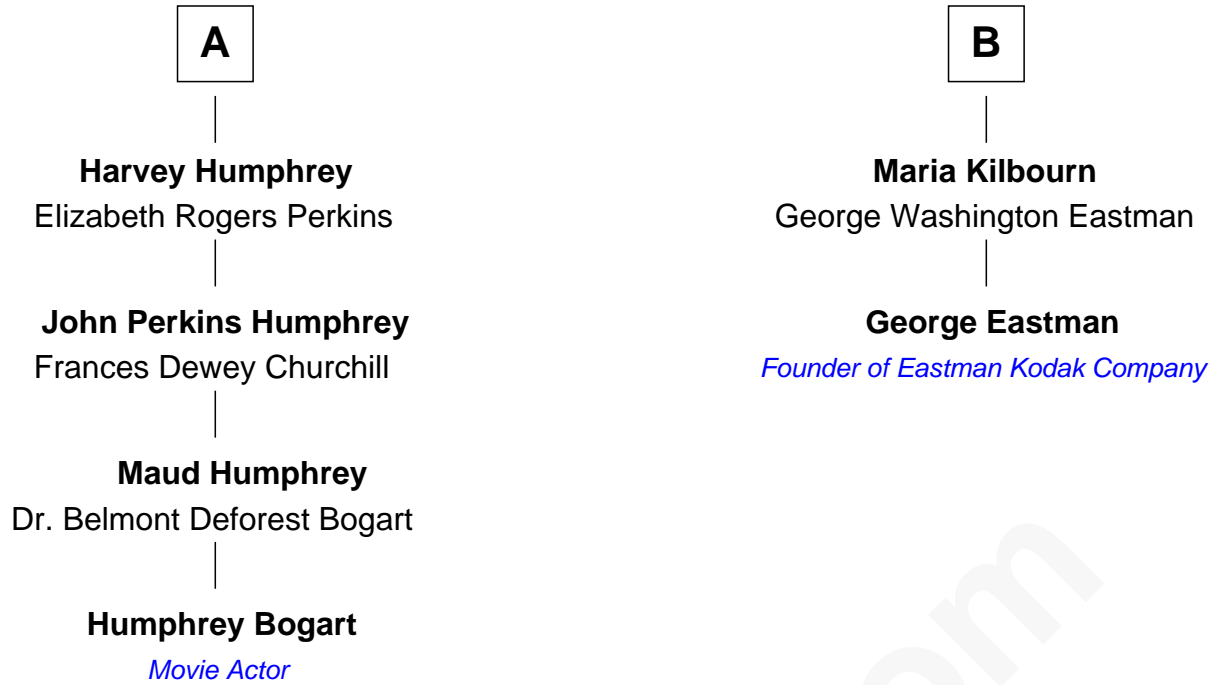 A
Harvey Humphrey
Elizabeth Rogers Perkins
John Perkins Humphrey
Frances Dewey Churchill
Maud Humphrey
Dr. Belmont Deforest Bogart
Humphrey Bogart
Movie Actor
B
Maria Kilbourn
George Washington Eastman
George Eastman
Founder of Eastman Kodak Company
om